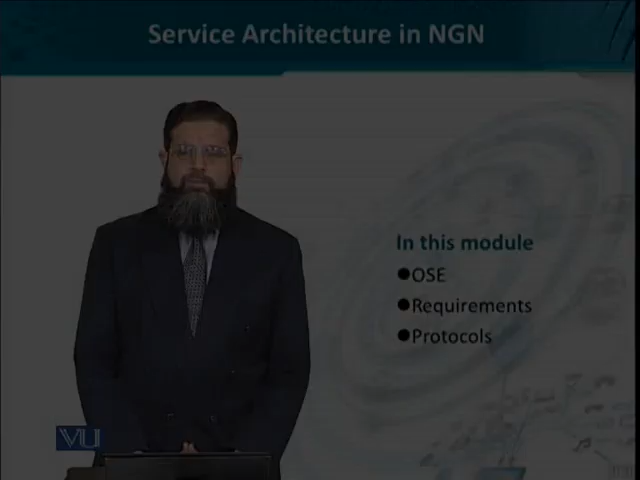 Service Architecture in NGN
In this module
●OSE
●Requirements
●Protocols
VU